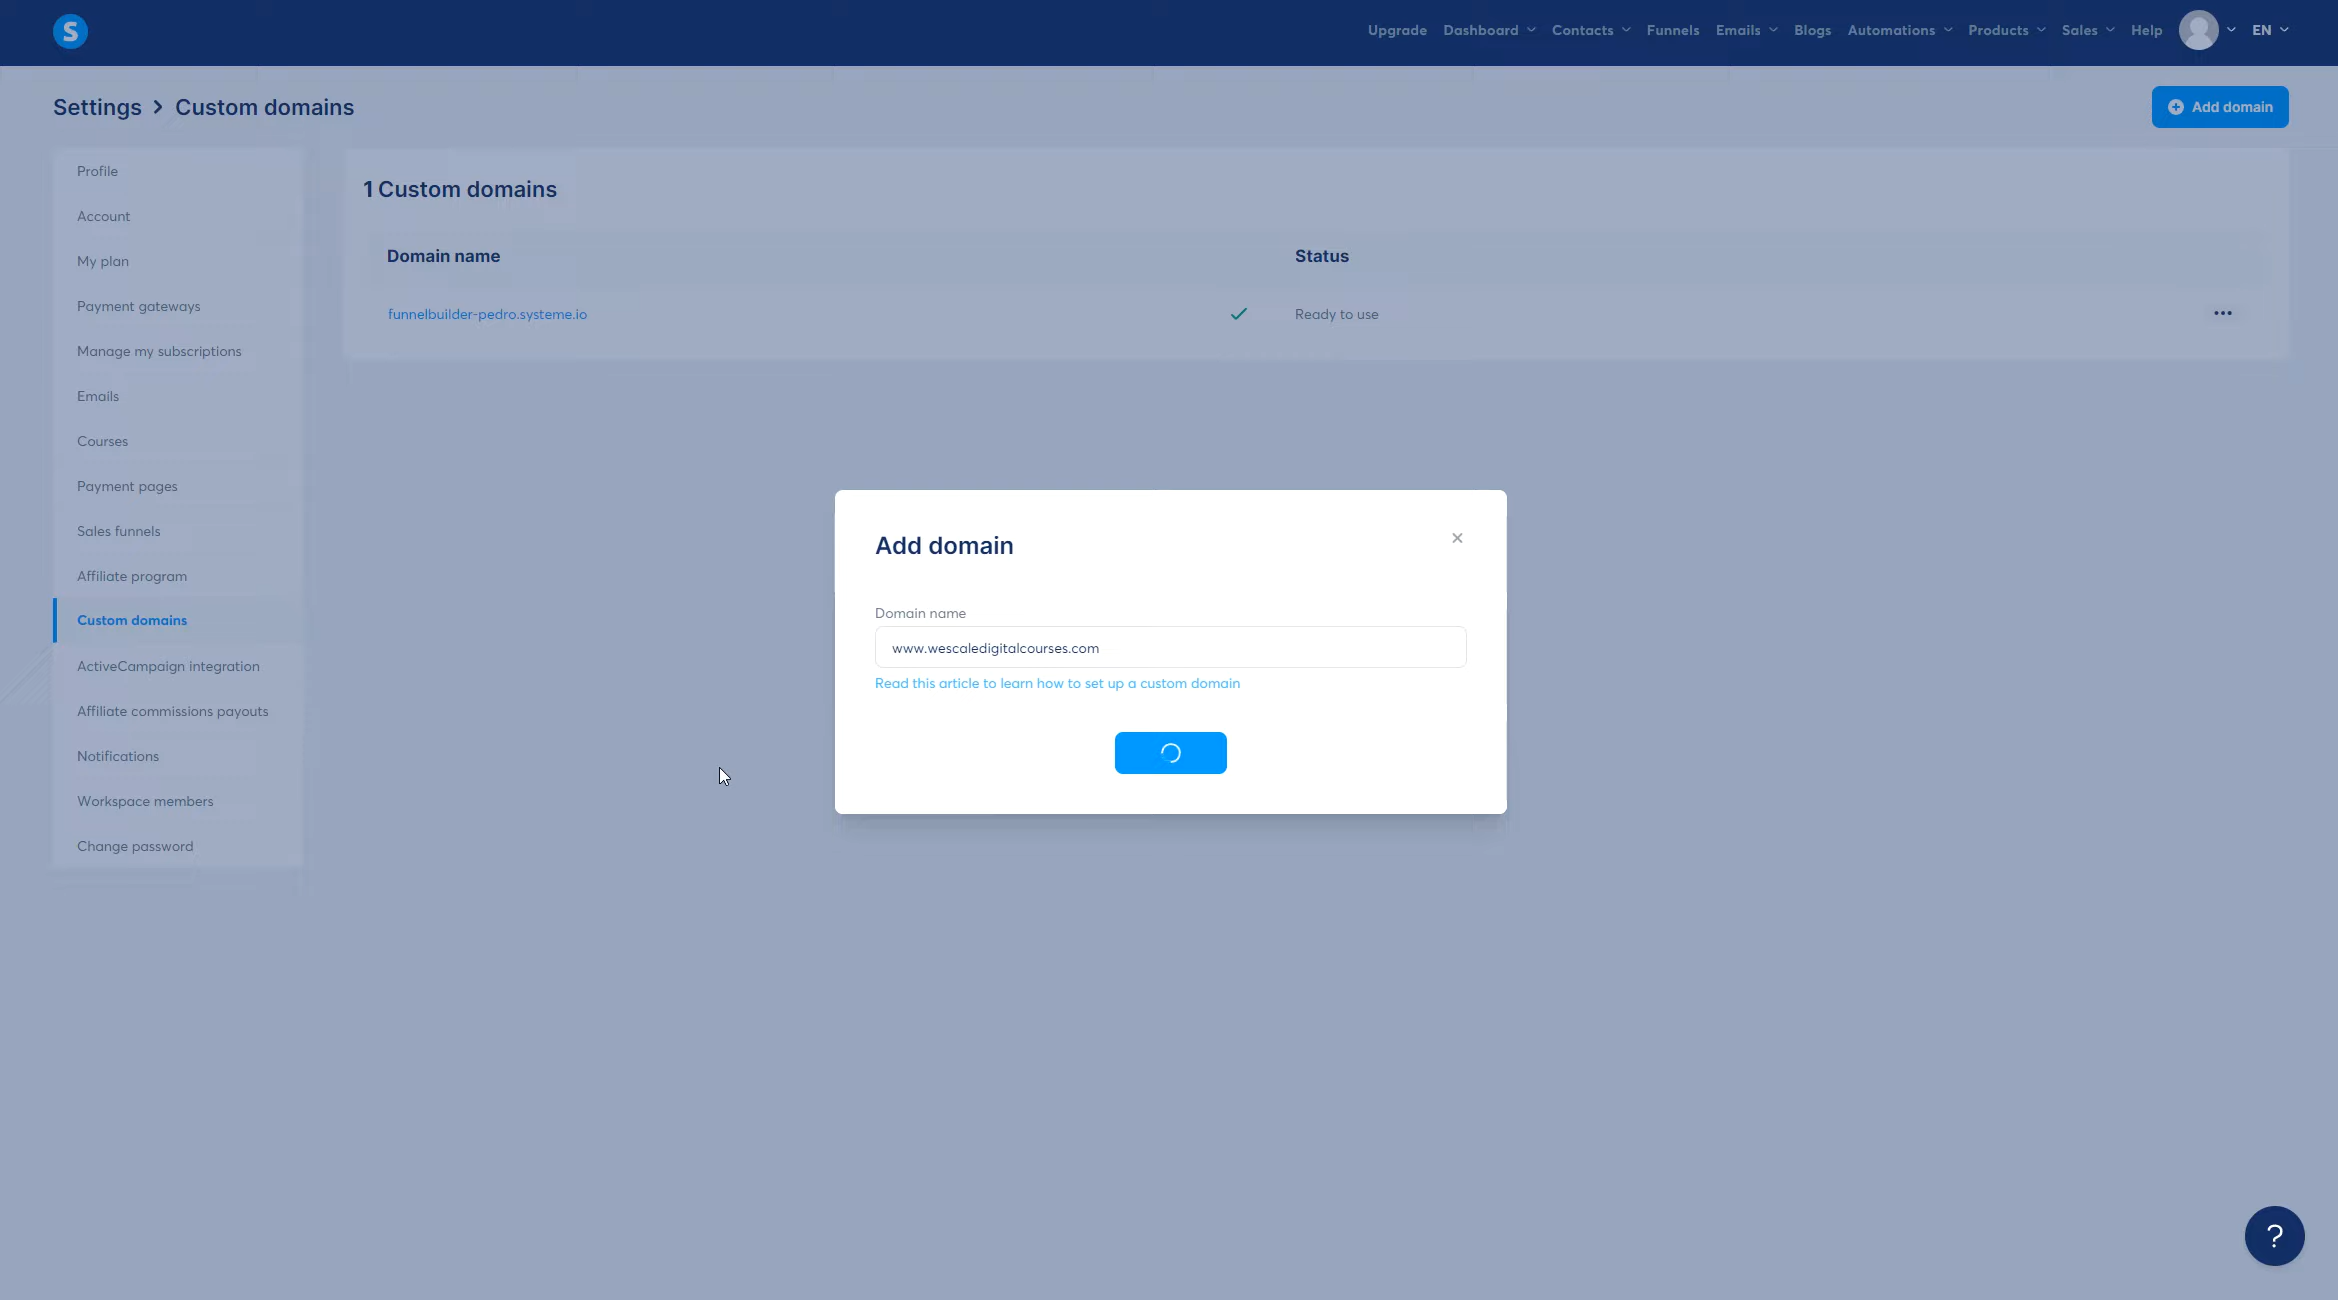 S
Upgrade Dashboard Contacts Funnels Emails Blogs Automations Products Sales Help EN
Settings > Custom domains
Add domain
Profile
Account
My plan
Payment gateways
Manage my subscriptions
Emails
Courses
Payment pages
Sales funnels
Affiliate program
Custom domains
ActiveCampaign integration
Affiliate commissions payouts
Notifications
Workspace members
Change password
1 Custom domains
Domain name Status
funnelbuilder-pedro.systeme.io Ready to use
Add domain
Domain name
www.wescaledigitalcourses.com
Read this article to learn how to set up a custom domain
?